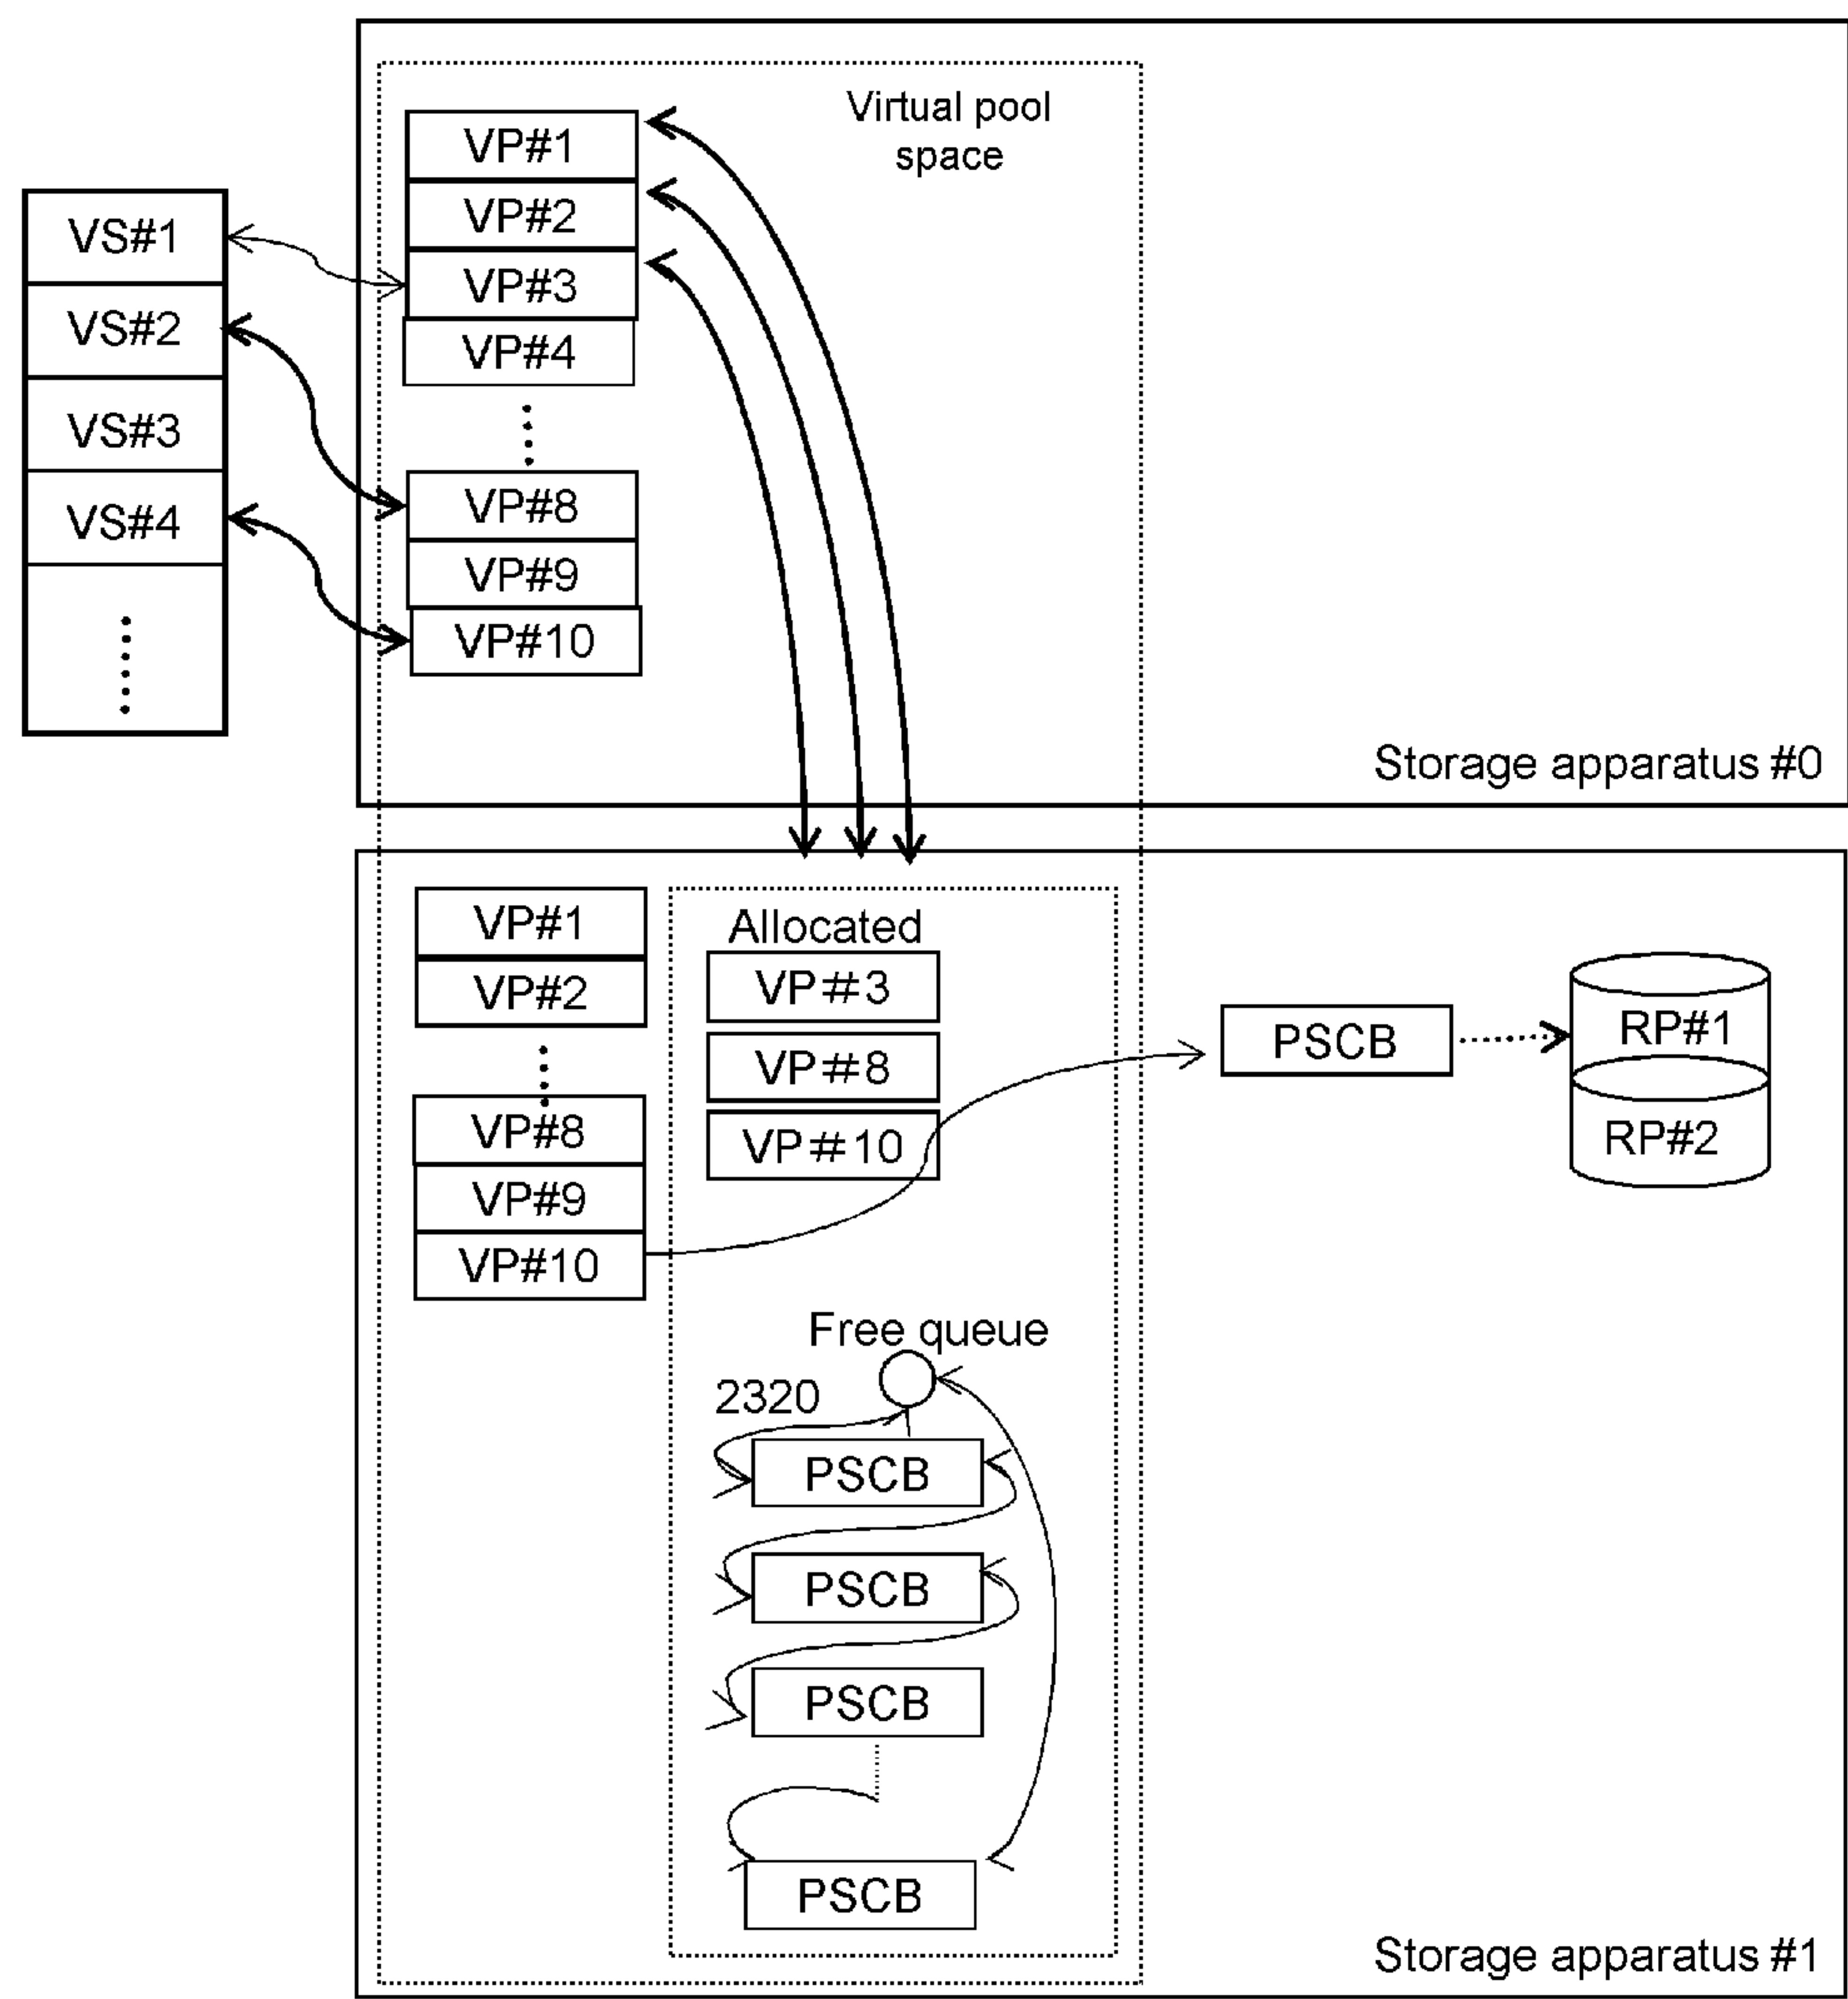 Virtual pool
space
VP#1
VP#2
VP#3
VP#4
VP#8
VP#9
VP#10
VS#1
VS#2
VS#3
VS#4
Storage apparatus #0
VP#1
VP#2
VP#8
VP#9
VP#10
Allocated
VP#3
VP#8
VP#10
PSCB
RP#1
RP#2
Free queue
2320
PSCB
PSCB
PSCB
PSCB
Storage apparatus #1